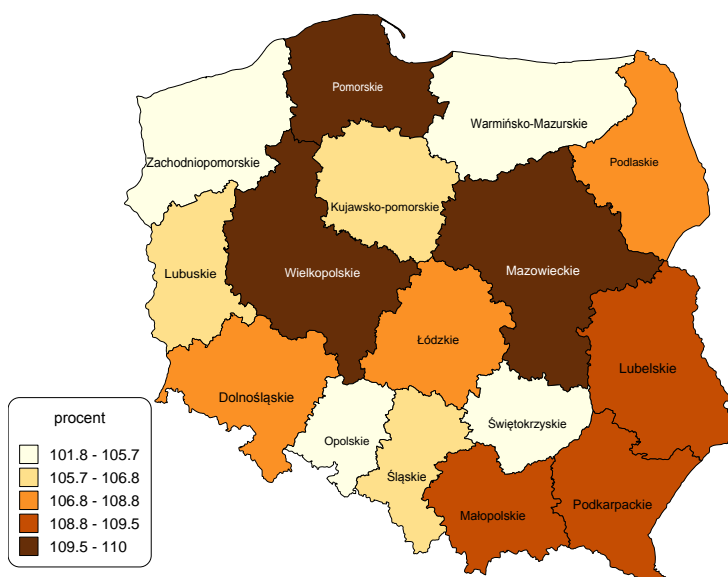 Pomorskie
Warmińsko-Mazurskie
Zachodniopomorskie
Podlaskie
Kujawsko-pomorskie
Lubuskie
Wielkopolskie
Mazowieckie
Łódzkie
Lubelskie
Dolnośląskie
Świętokrzyskie
Opolskie
Śląskie
Podkarpackie
Małopolskie
procent
101.8 - 105.7
105.7 - 106.8
106.8 - 108.8
108.8 - 109.5
109.5 - 110